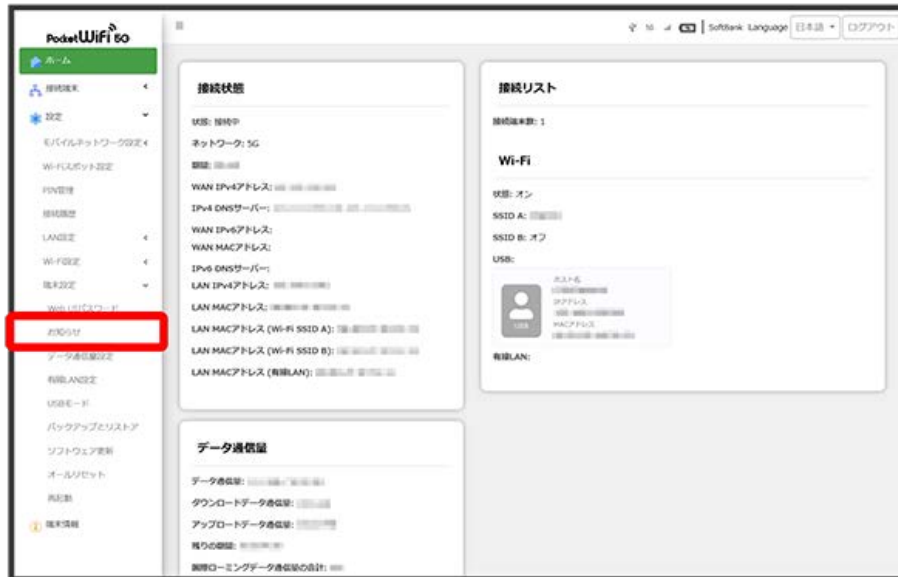 PocketWiFi 5G
5G SoftBank Language 日本語 ログアウト
ホーム
接続端末
設定
モバイルネットワーク設定
Wi-Fiスポット設定
PIN管理
接続履歴
LAN設定
Wi-Fi設定
端末設定
Web UIパスワード
お知らせ
データ通信量設定
有線LAN設定
USBモード
バックアップとリストア
ソフトウェア更新
オールリセット
再起動
端末情報
接続状態
状態: 接続中
ネットワーク: 5G
期間:
WAN IPv4アドレス:
IPv4 DNSサーバー:
WAN IPv6アドレス:
WAN MACアドレス:
IPv6 DNSサーバー:
LAN IPv4アドレス:
LAN MACアドレス:
LAN MACアドレス (Wi-Fi SSID A):
LAN MACアドレス (Wi-Fi SSID B):
LAN MACアドレス (有線LAN):
データ通信量
データ通信量:
ダウンロードデータ通信量:
アップロードデータ通信量:
残りの期間:
国際ローミングデータ通信量の合計:
接続リスト
接続端末数: 1
Wi-Fi
状態: オン
SSID A:
SSID B: オフ
USB:
USB
ホスト名
IPアドレス
MACアドレス
有線LAN: